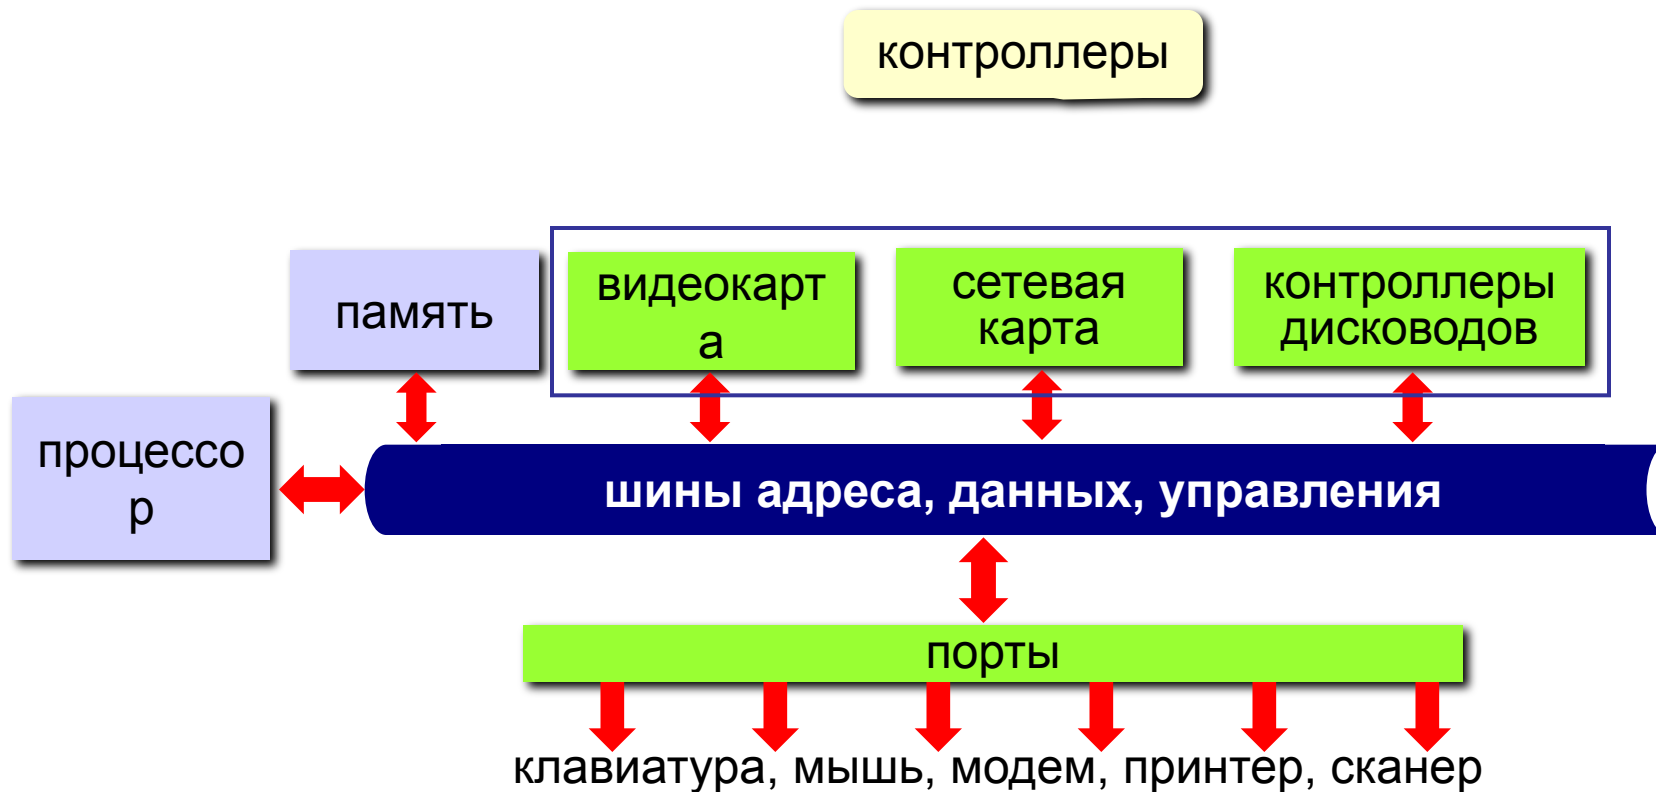 контроллеры
память
видеокарт
а
сетевая
карта
контроллеры
дисководов
процессо
р
шины адреса, данных, управления
порты
клавиатура, мышь, модем, принтер, сканер